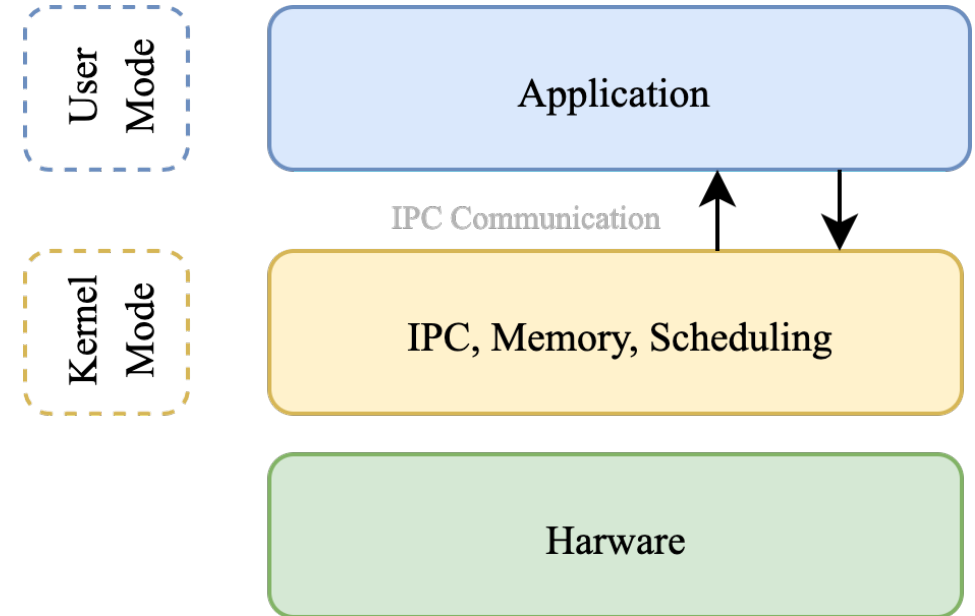 User
Mode
Application
IPC Communication
Kernel
Mode
IPC, Memory, Scheduling
Harware